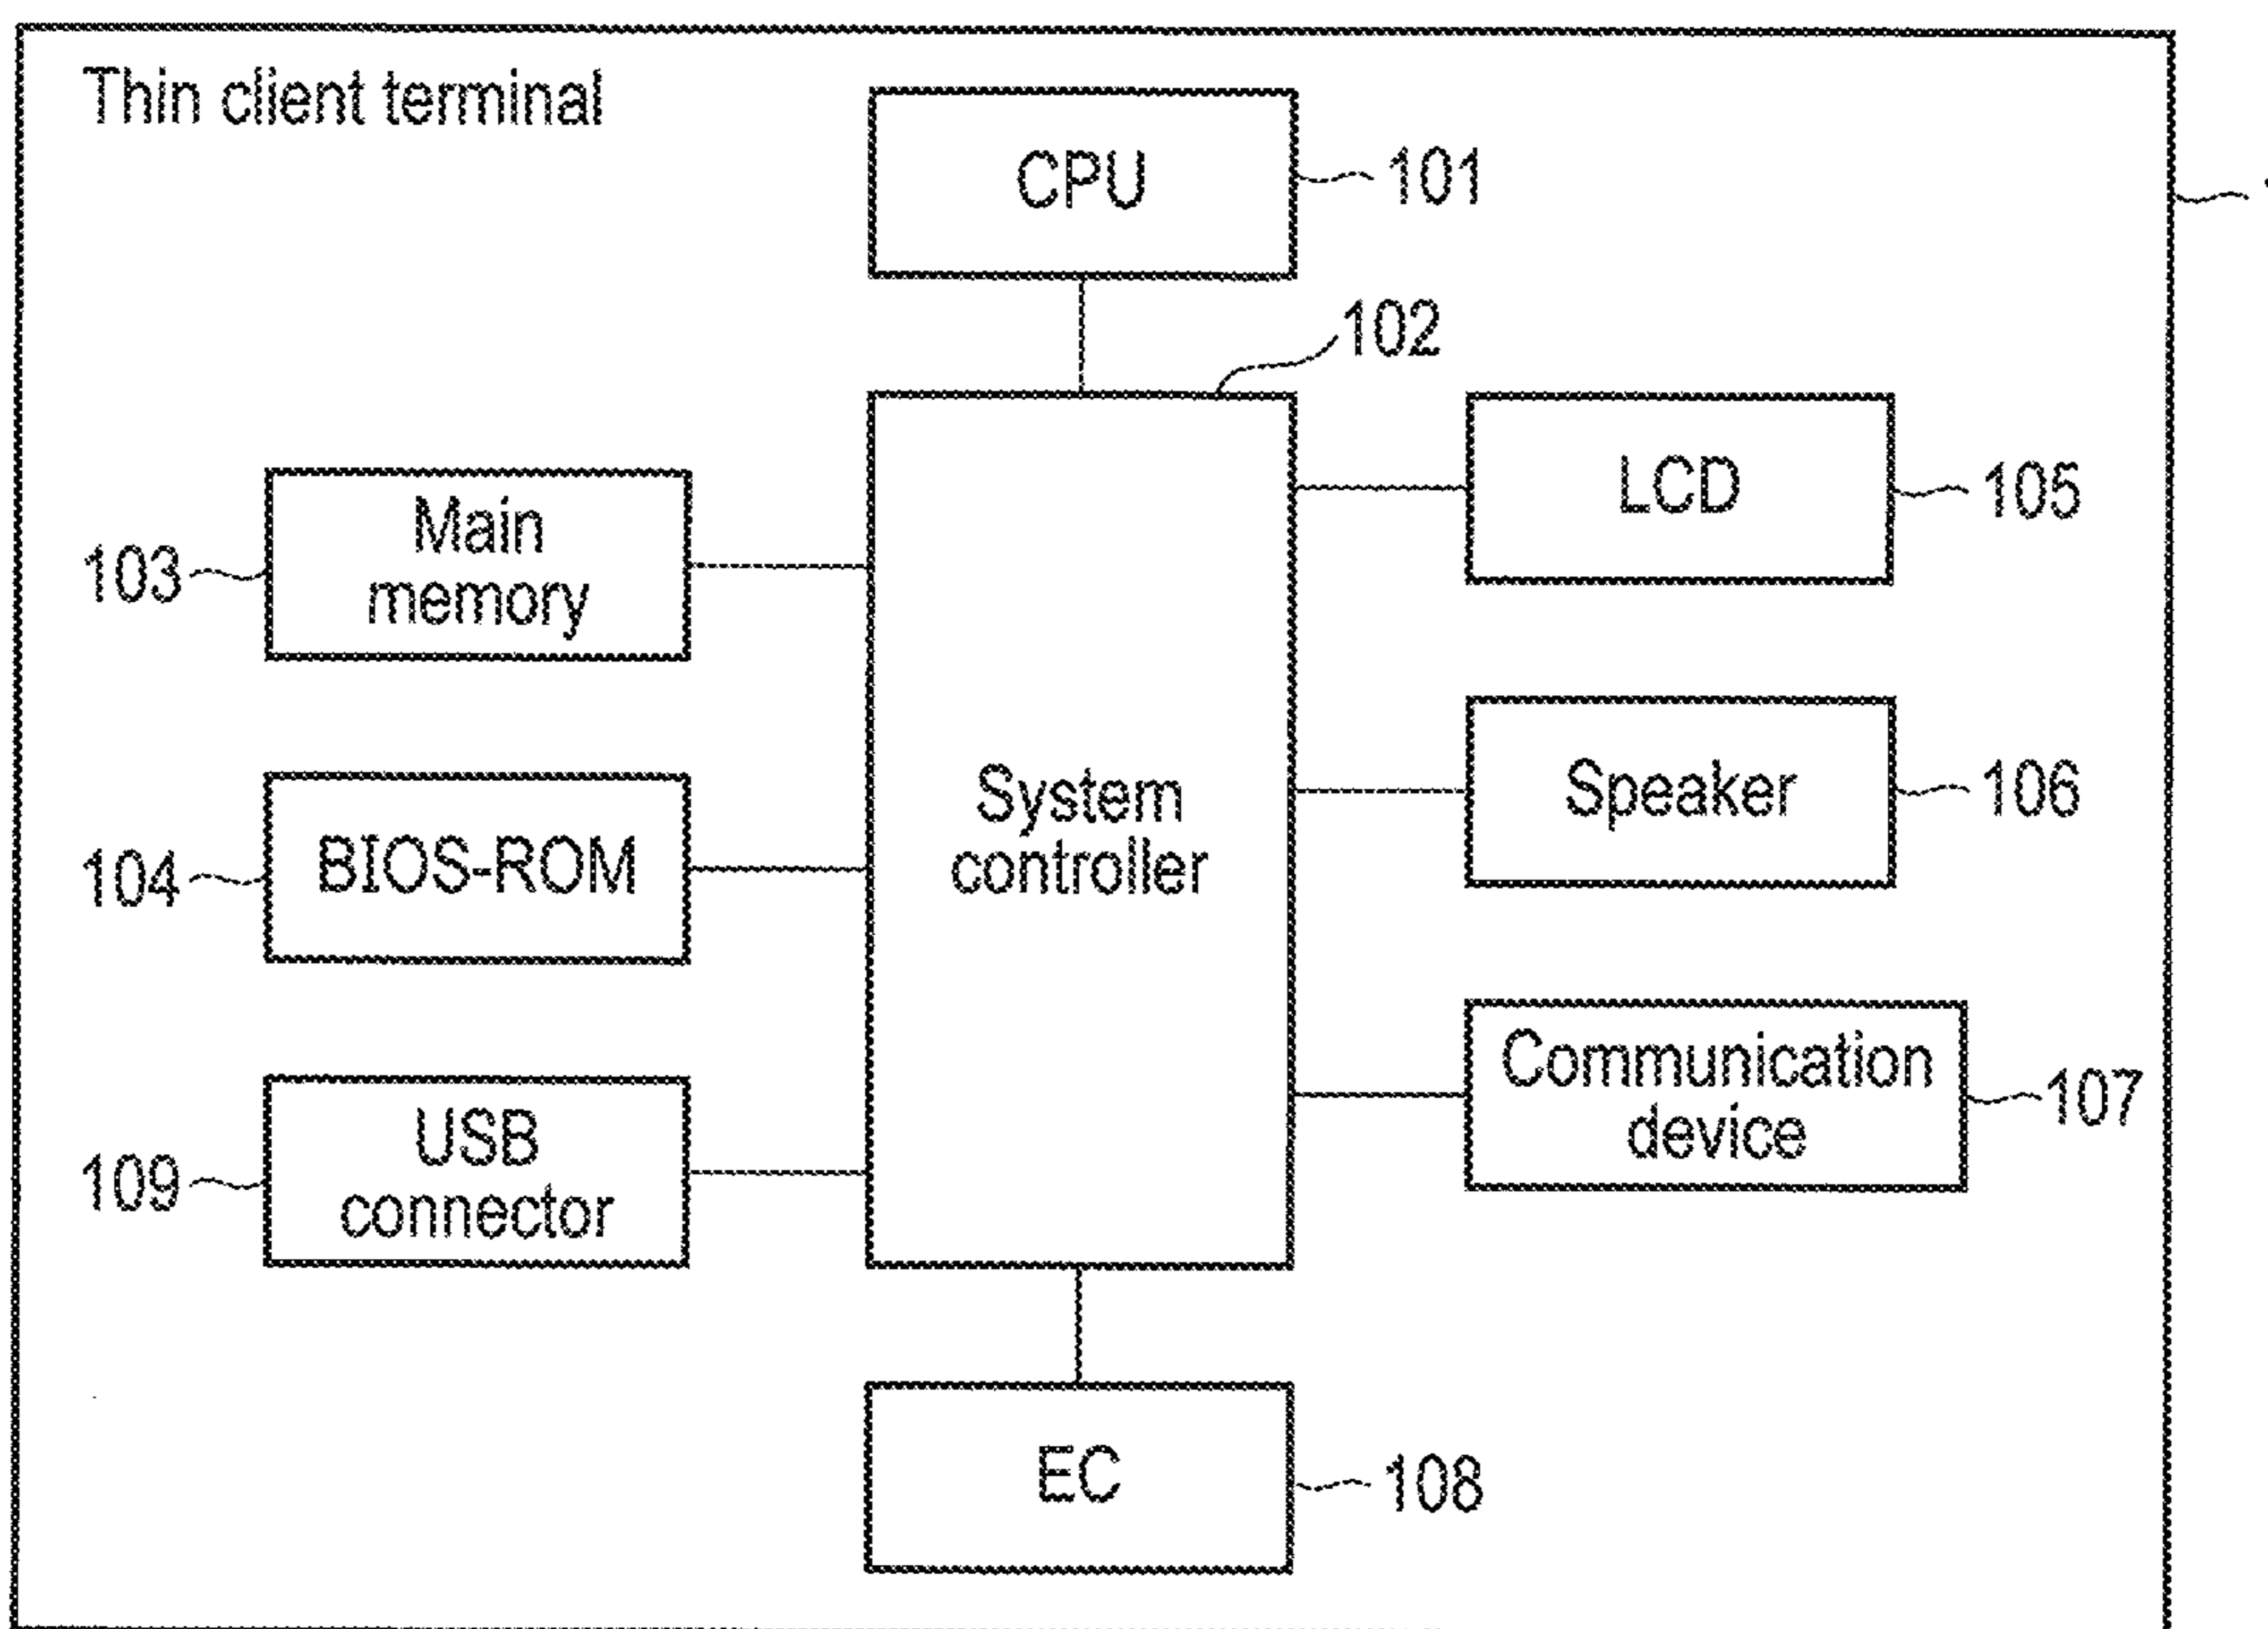 Thin client terminal
CPU
101
102
LCD
105
Main
memory
103
Speaker
106
System
controller
BIOS-ROM
104
Communication
device
107
USB
connector
109
EC
108